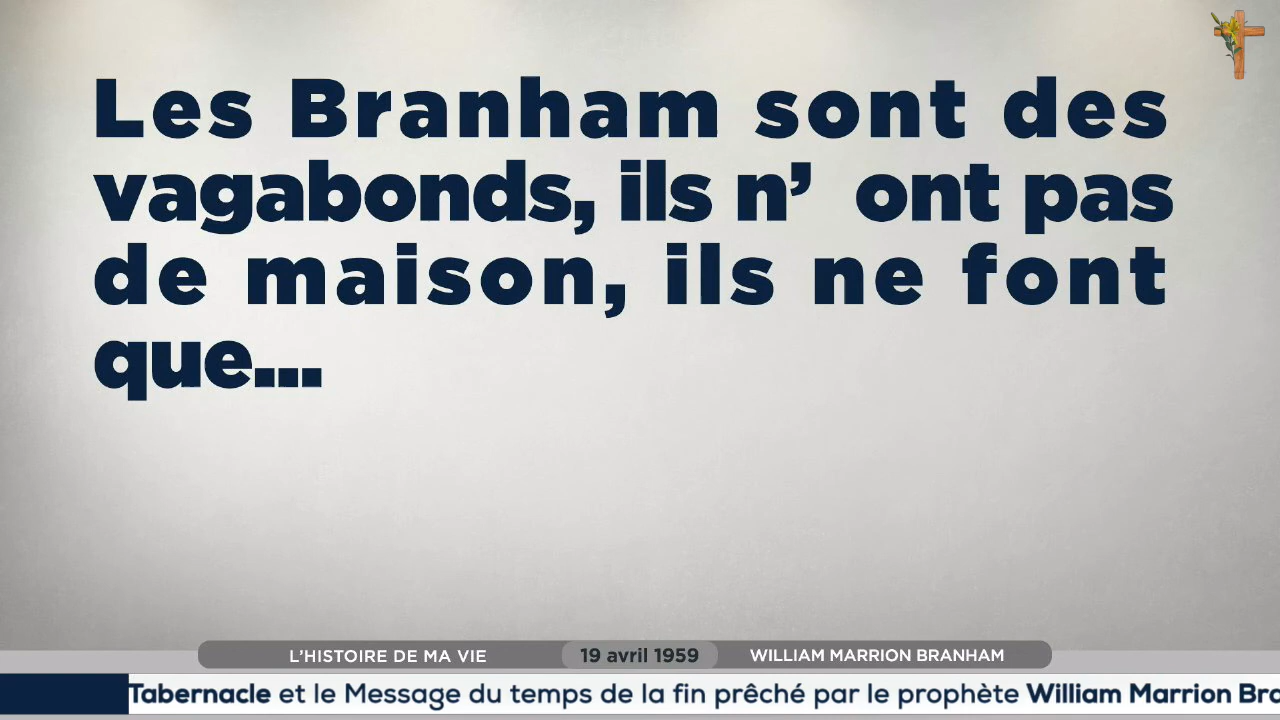 Les Branham sont des
vagabonds, ils n’ ont pas
de maison, ils ne font
que...
L’HISTOIRE DE MA VIE 19 avril 1959 WILLIAM MARRION BRANHAM
Tabernacle et le Message du temps de la fin prêché par le prophète William Marrion Bra